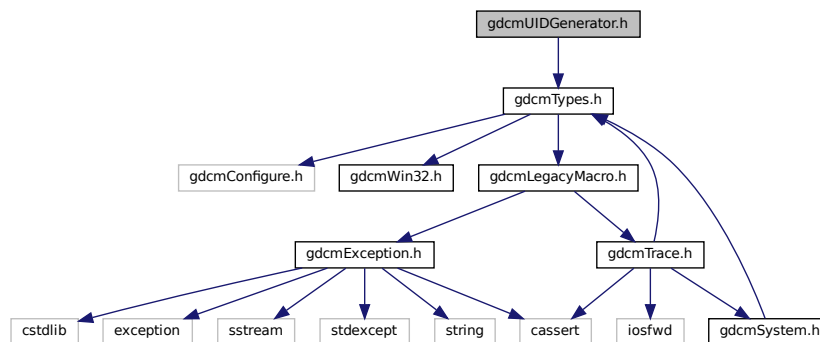 gdcmUIDGenerator.h
gdcmTypes.h
gdcmConfigure.h
gdcmWin32.h
gdcmLegacyMacro.h
gdcmException.h
gdcmTrace.h
cstdlib
exception
sstream
stdexcept
string
cassert
iosfwd
gdcmSystem.h